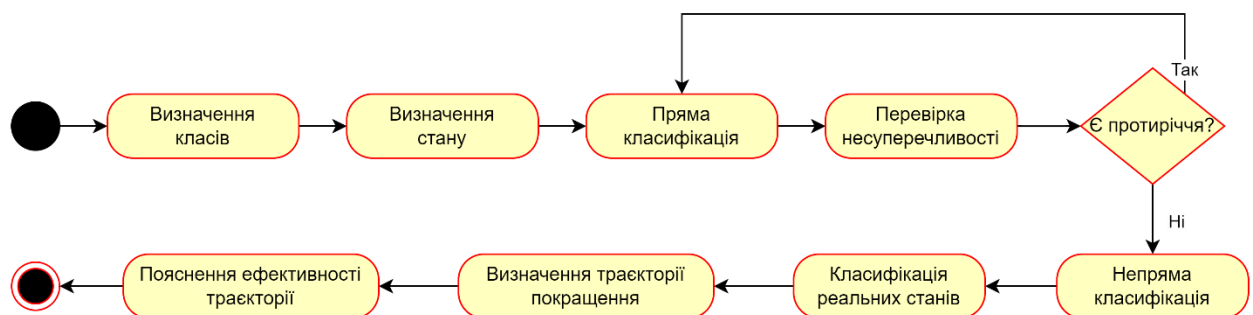 Так
Визначення
класів
Визначення
стану
Пряма
класифікація
Перевірка
несуперечливості
Є протиріччя?
Ні
Пояснення ефективності
траєкторії
Визначення траєкторії
покращення
Класифікація
реальних станів
Непряма
класифікація